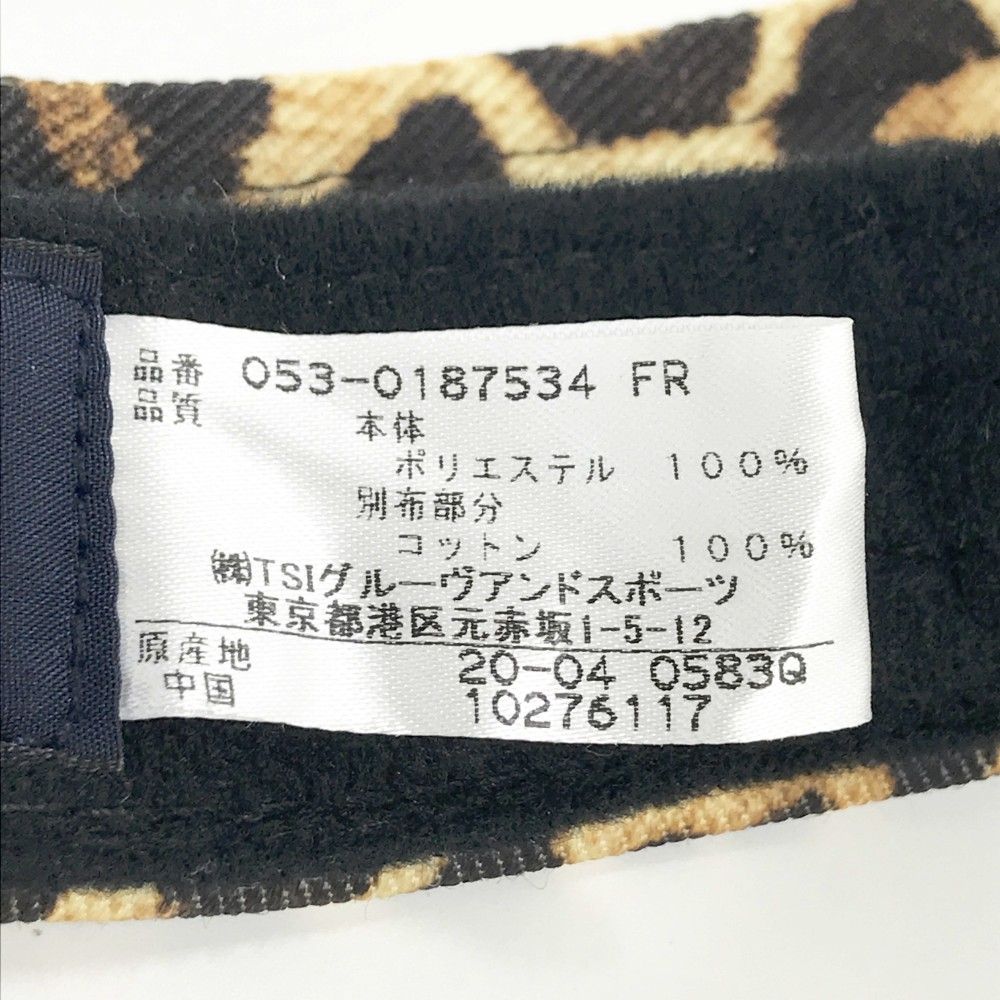 品番 053-0187534 FR
品質
本体
ポリエステル 100%
別布部分
コットン 100%
㈱TSIグルーヴアンドスポーツ
東京都港区元赤坂1-5-12
原産地 20-04 0583Q
中国 10276117